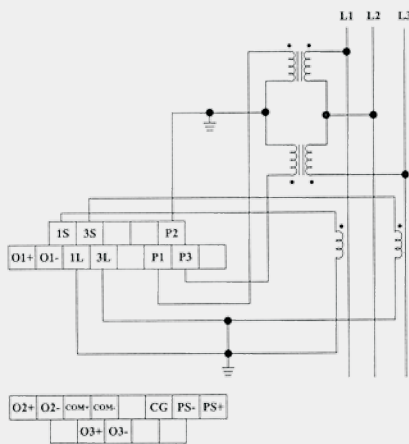 L1 L2 L3
1S 3S P2
O1+ O1- 1L 3L P1 P3
O2+ O2- COM+ COM- CG PS- PS+
O3+ O3-